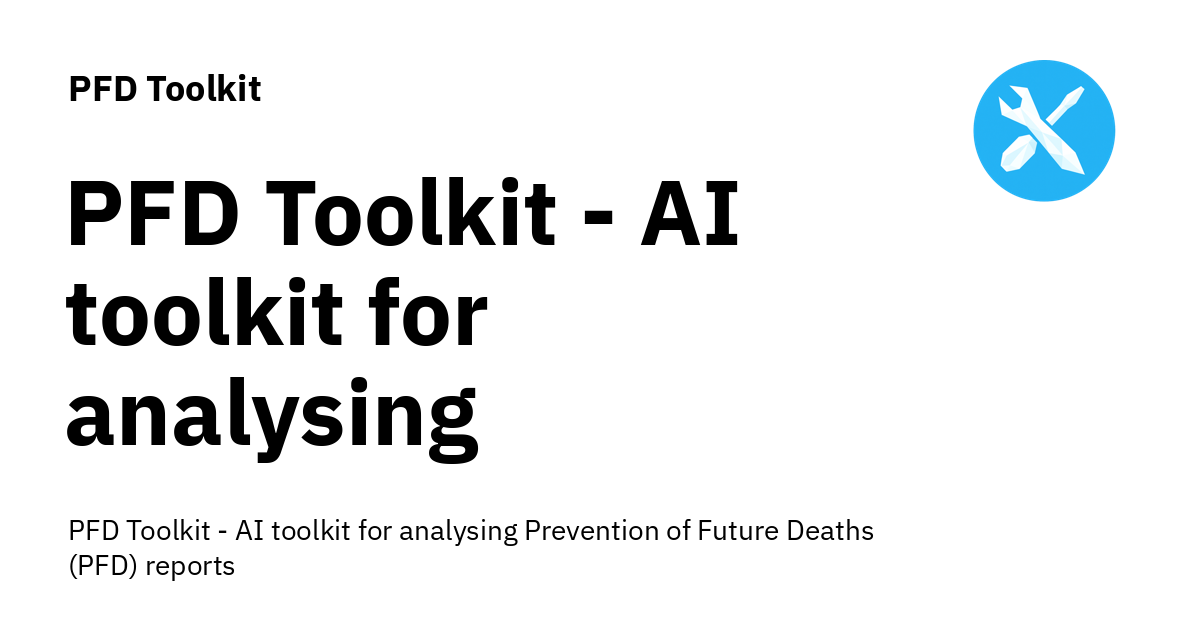 PFD Toolkit
PFD Toolkit - AI
toolkit for
analysing
PFD Toolkit - AI toolkit for analysing Prevention of Future Deaths
(PFD) reports